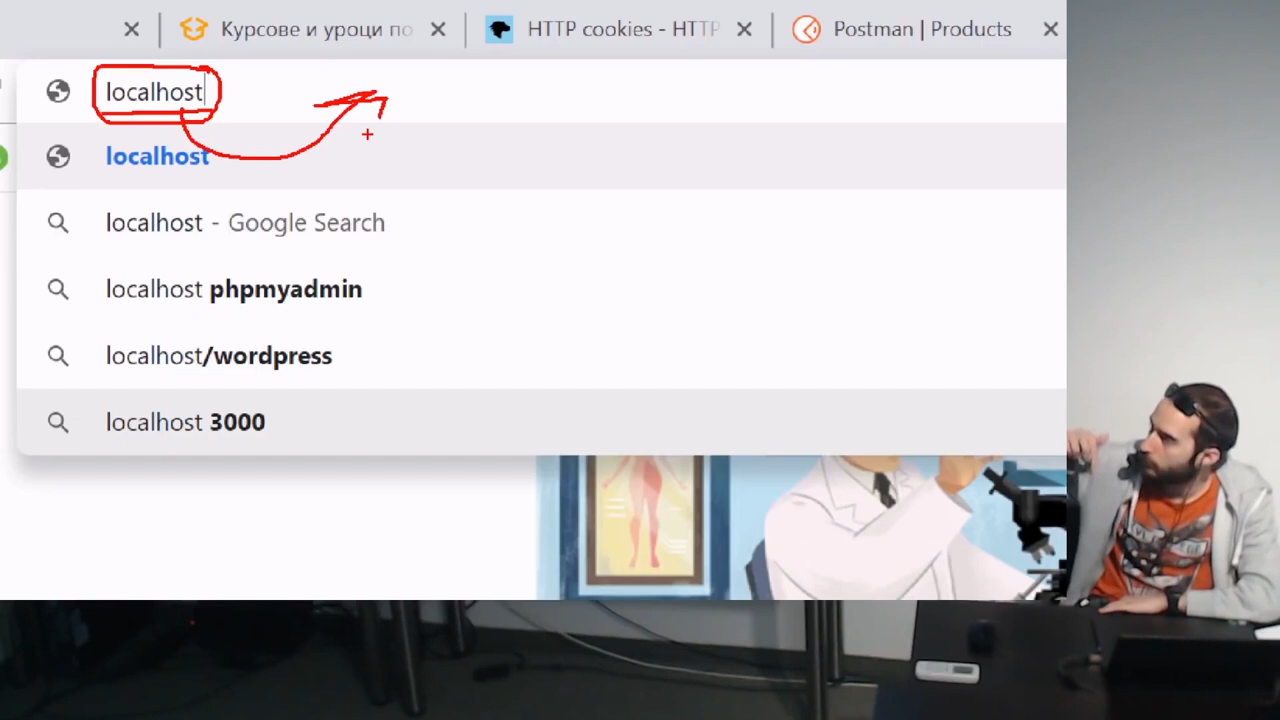 Курсове и уроци по
HTTP cookies - HTTP
Postman | Products
localhost
localhost
localhost - Google Search
localhost phpmyadmin
localhost/wordpress
localhost 3000